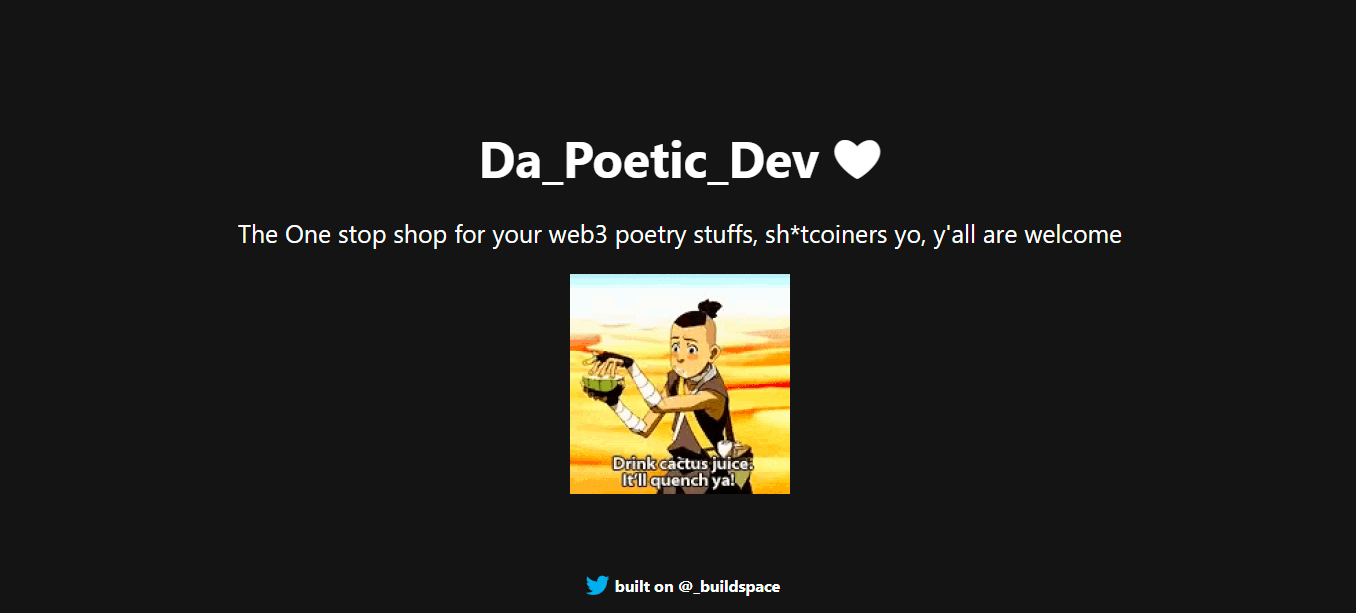 Da_Poetic_Dev 🤍
The One stop shop for your web3 poetry stuffs, sh*tcoiners yo, y'all are welcome
Drink cactus juice.
It'll quench ya!
built on @_buildspace